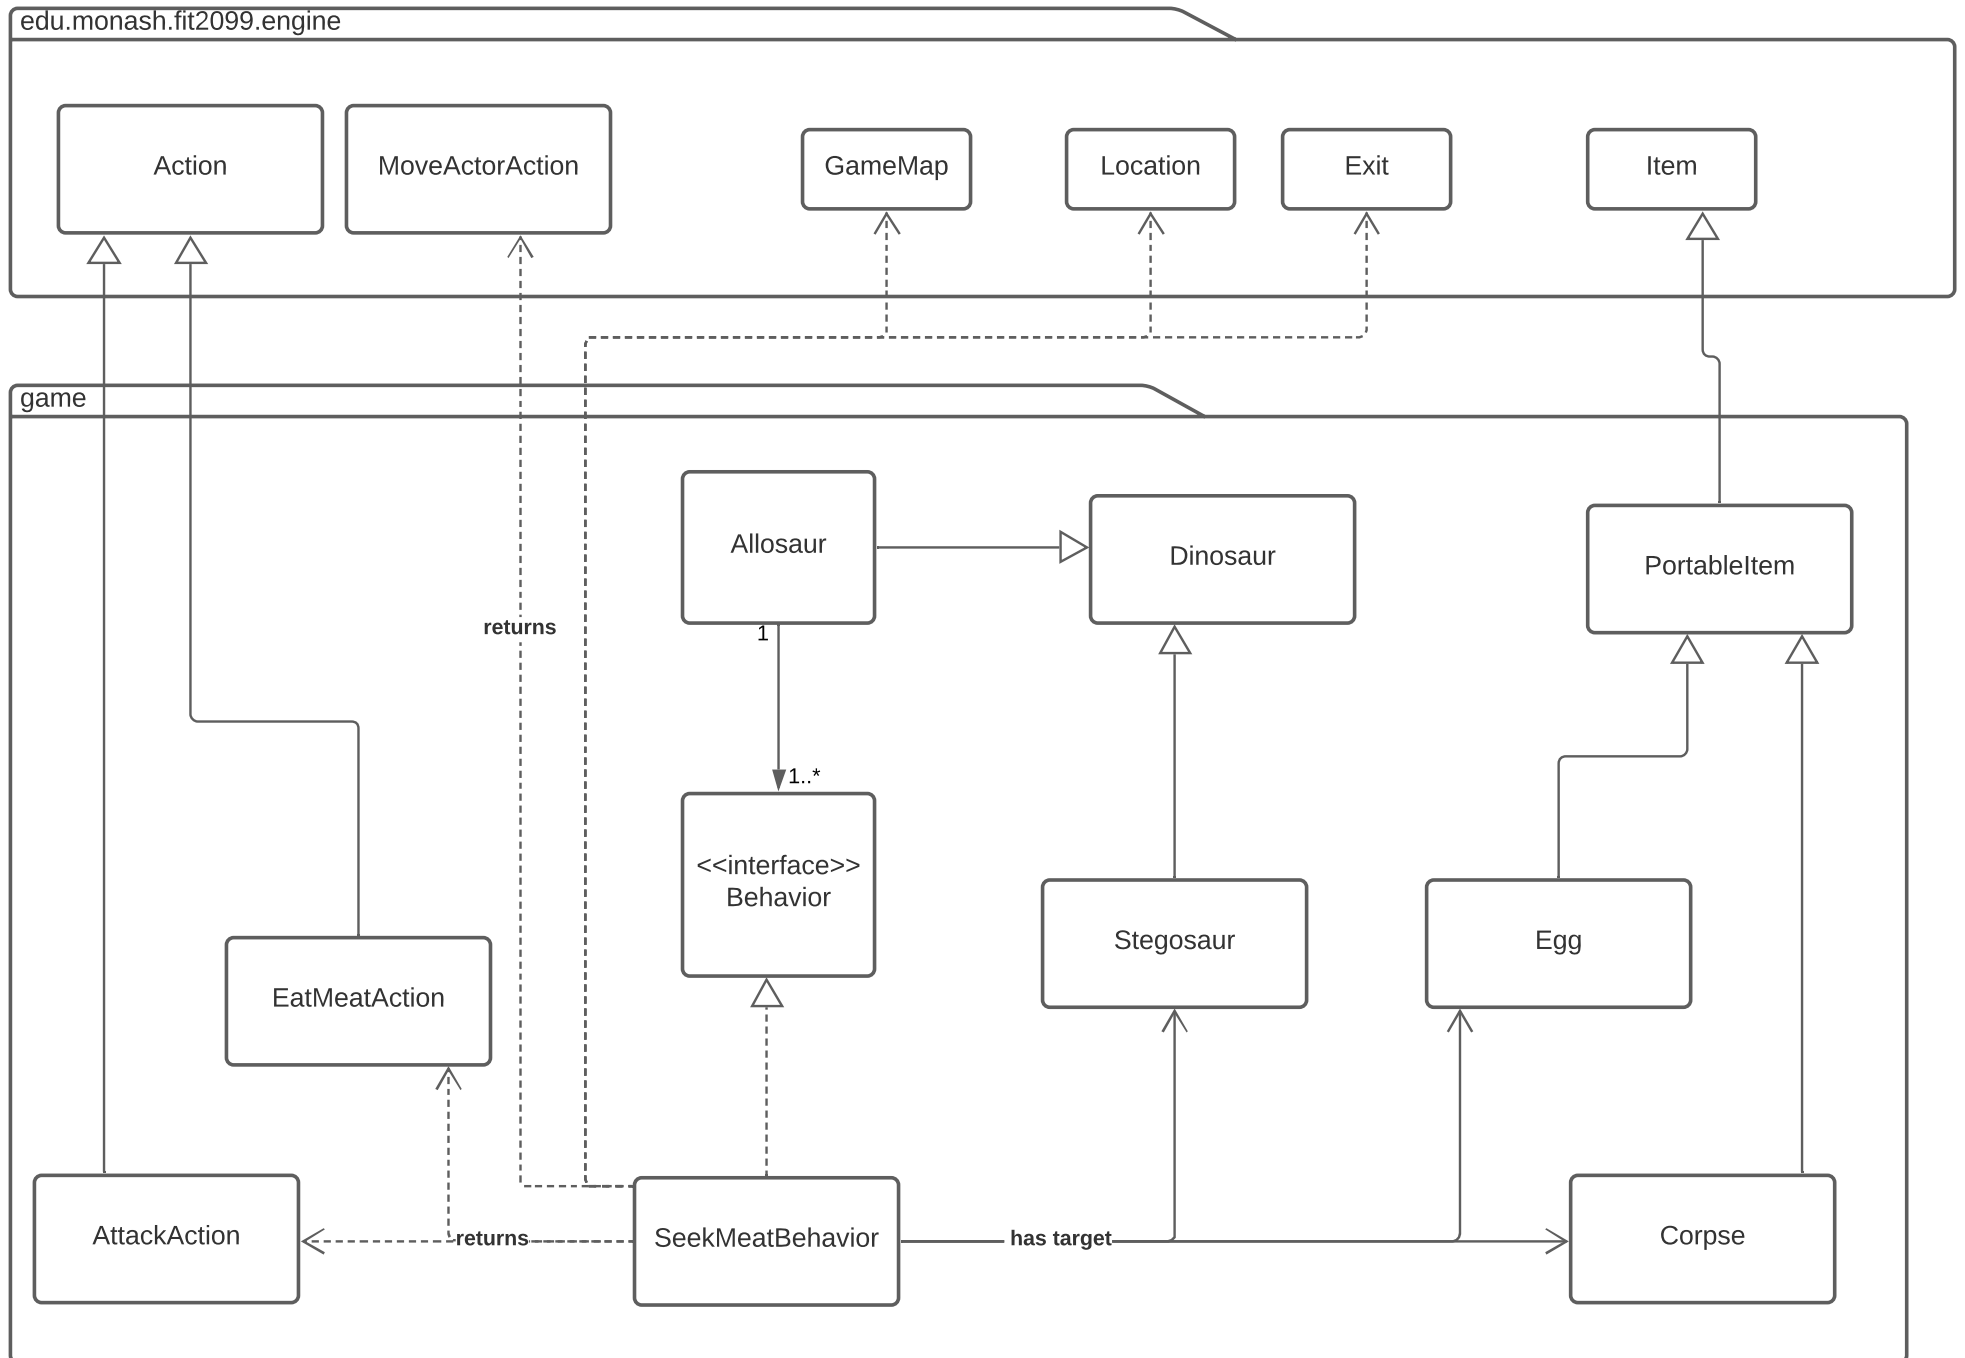 edu.monash.fit2099.engine
Action
MoveActorAction
GameMap
Location
Exit
Item
game
Allosaur
Dinosaur
PortableItem
returns
1
1..*
<<interface>>
Behavior
Stegosaur
Egg
EatMeatAction
AttackAction
returns
SeekMeatBehavior
has target
Corpse